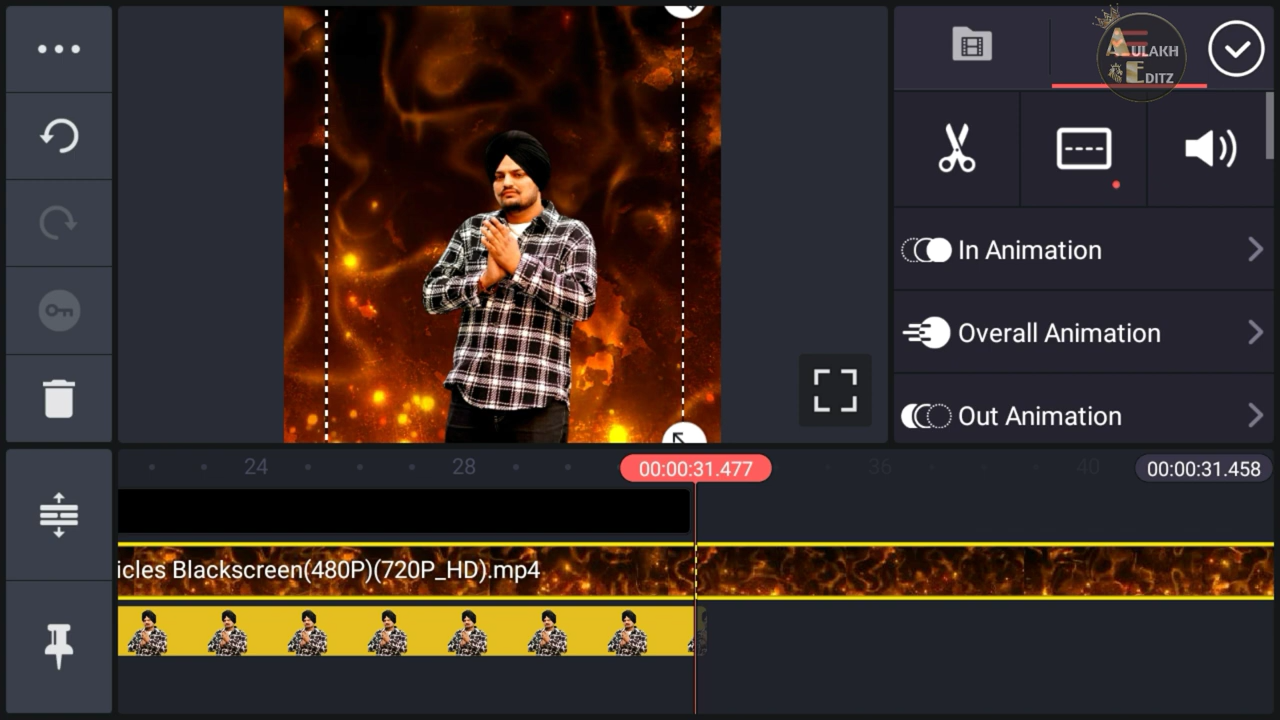 AULAKH
EDITZ
In Animation
Overall Animation
Out Animation
24
28
00:00:31.477
36
40
00:00:31.458
icles Blackscreen(480P)(720P_HD).mp4